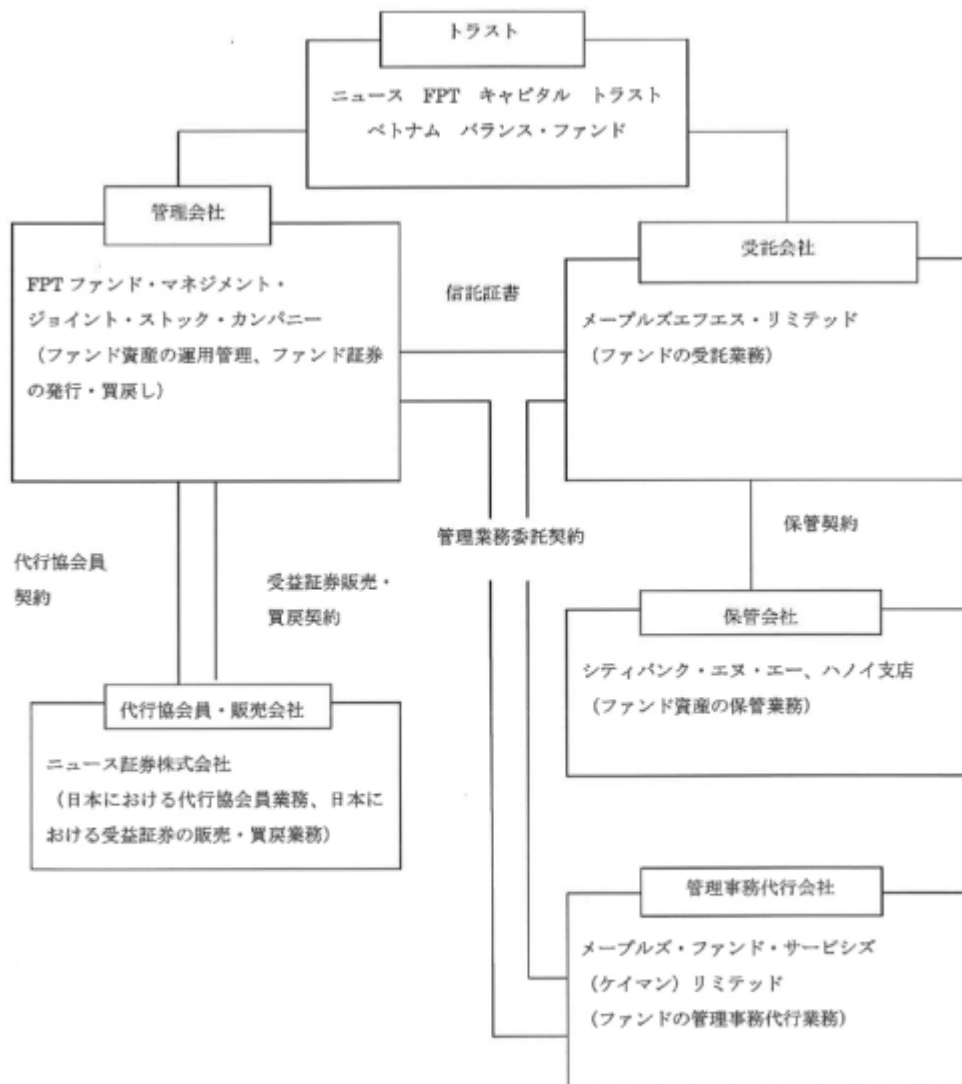 トラスト
ニュース FPT キャピタル トラスト
ベトナム バランス・ファンド
管理会社
FPTファンド・マネジメント・
ジョイント・ストック・カンパニー
（ファンド資産の運用管理、ファンド証券
の発行・買戻し）
信託証書
受託会社
メープルズエフエス・リミテッド
（ファンドの受託業務）
代行協会員
契約
受益証券販売・
買戻契約
管理業務委託契約
保管契約
保管会社
シティバンク・エヌ・エー、ハノイ支店
（ファンド資産の保管業務）
代行協会員・販売会社
ニュース証券株式会社
（日本における代行協会員業務、日本に
おける受益証券の販売・買戻業務）
管理事務代行会社
メープルズ・ファンド・サービシズ
（ケイマン）リミテッド
（ファンドの管理事務代行業務）